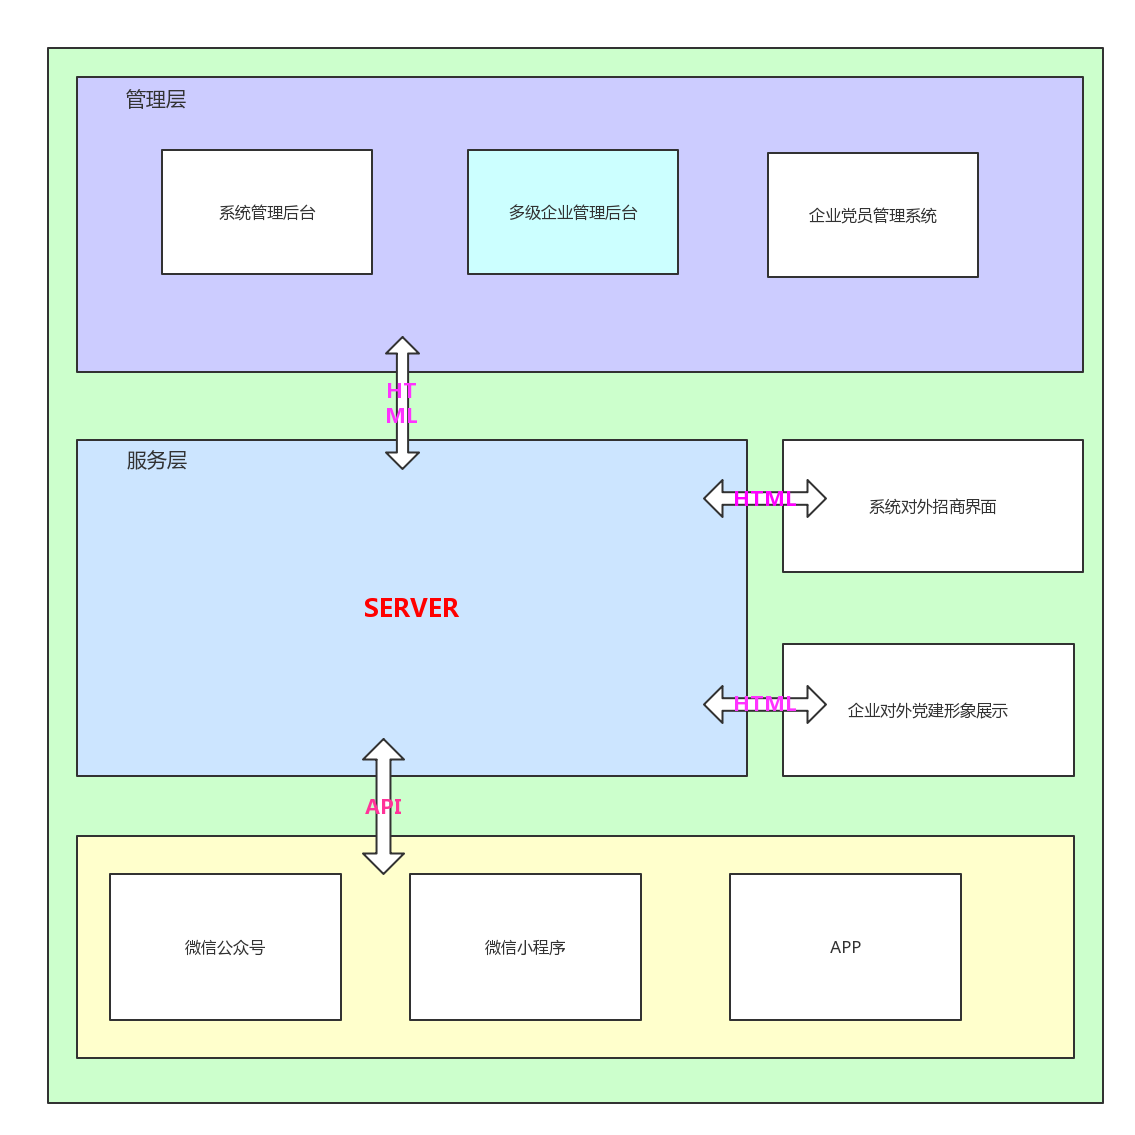 管理层
系统管理后台
多级企业管理后台
企业党员管理系统
HT
ML
服务层
HTML
系统对外招商界面
SERVER
HTML
企业对外党建形象展示
API
微信公众号
微信小程序
APP